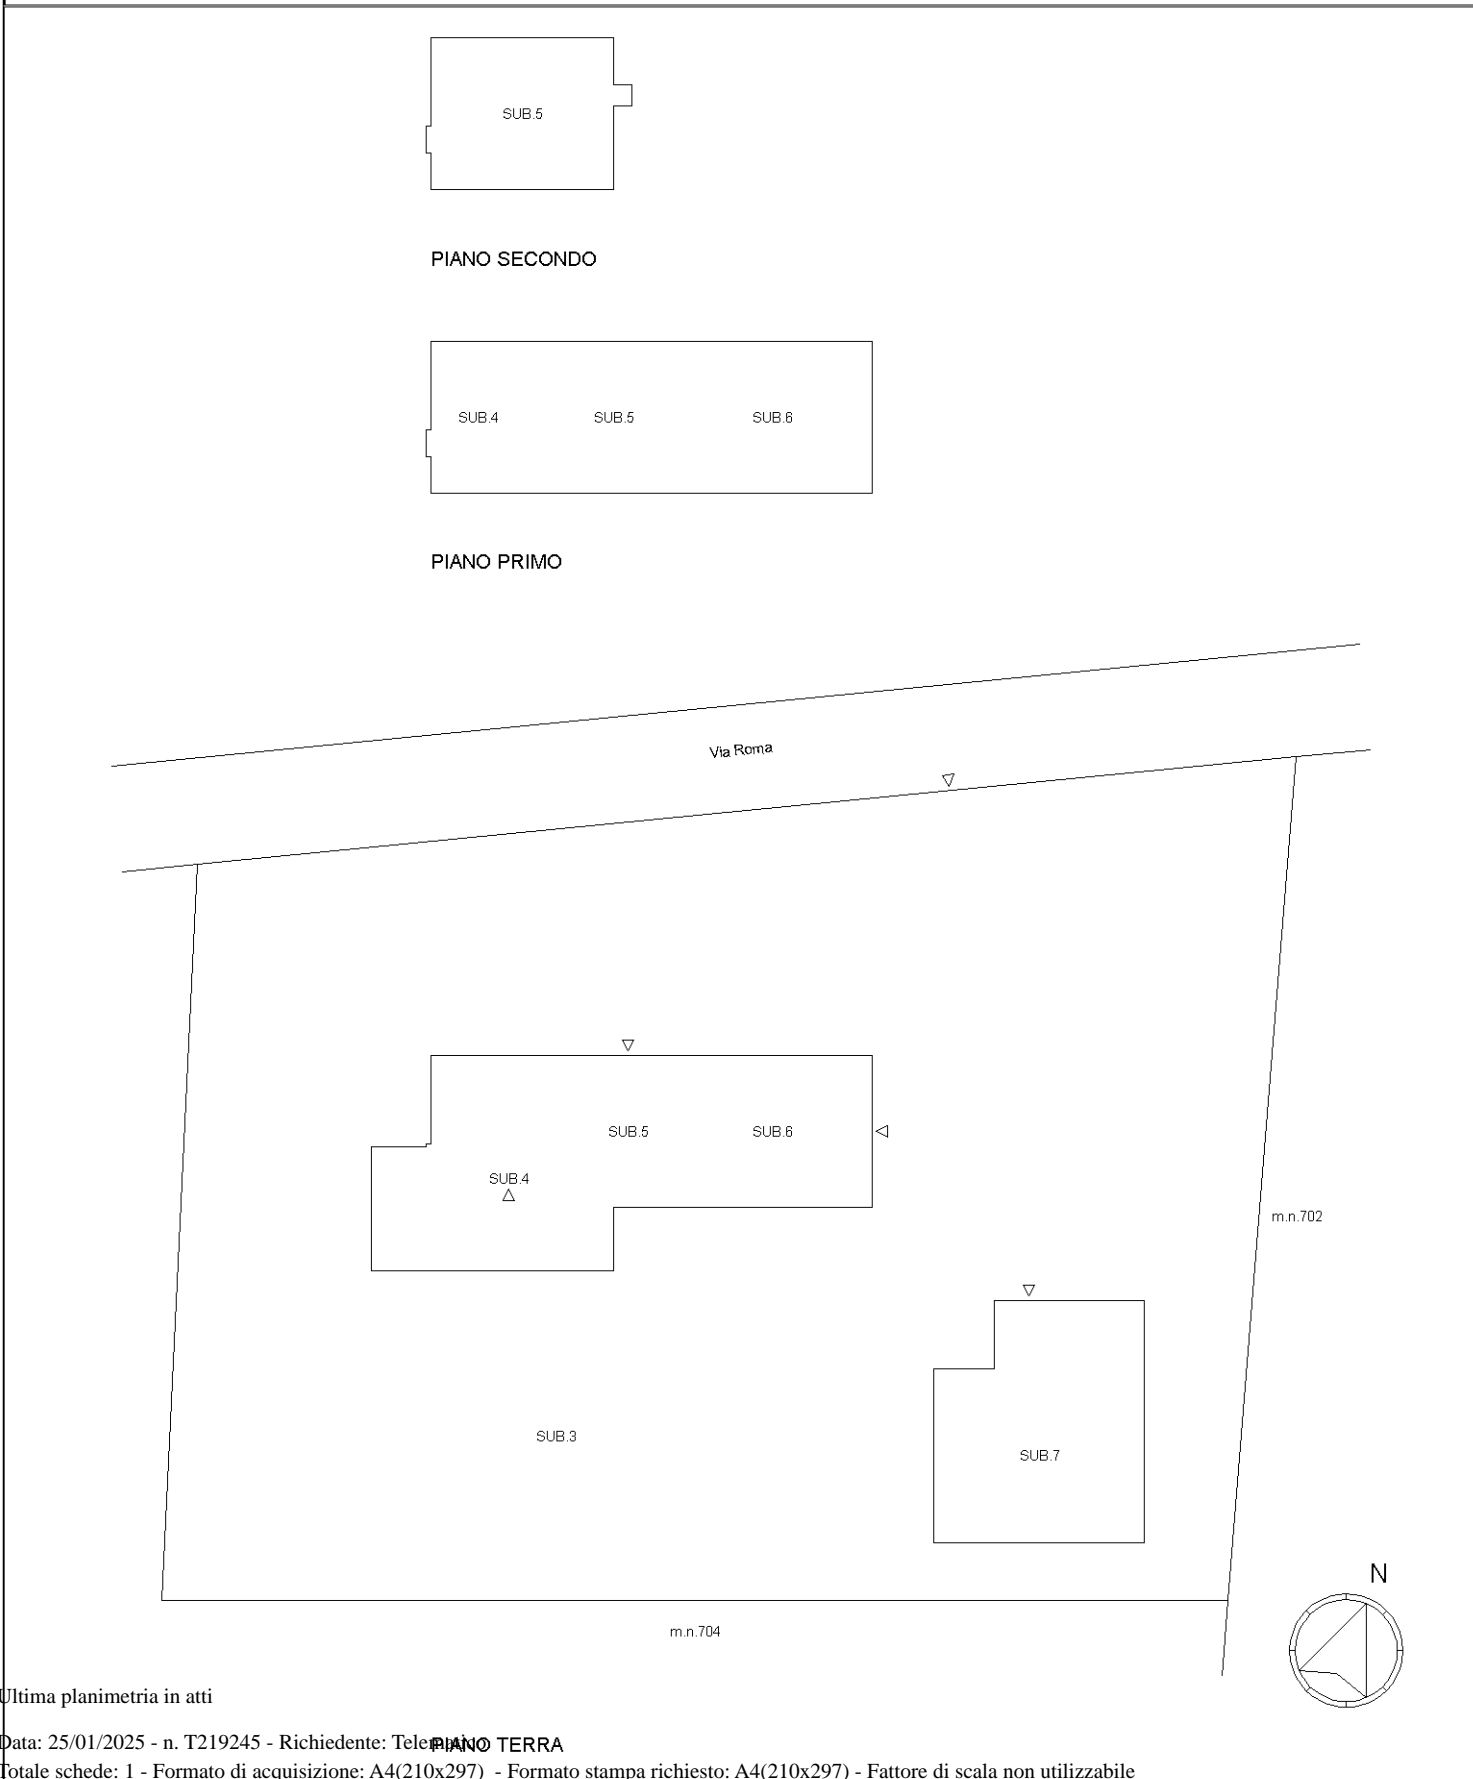 SUB.5
PIANO SECONDO
SUB.4 SUB.5 SUB.6
PIANO PRIMO
Via Roma
SUB.5 SUB.6
SUB.4
m.n.702
SUB.3
SUB.7
N
m.n.704
Ultima planimetria in atti
Data: 25/01/2025 - n. T219245 - Richiedente: Telematico
PIANO TERRA
Totale schede: 1 - Formato di acquisizione: A4(210x297) - Formato stampa richiesto: A4(210x297) - Fattore di scala non utilizzabile